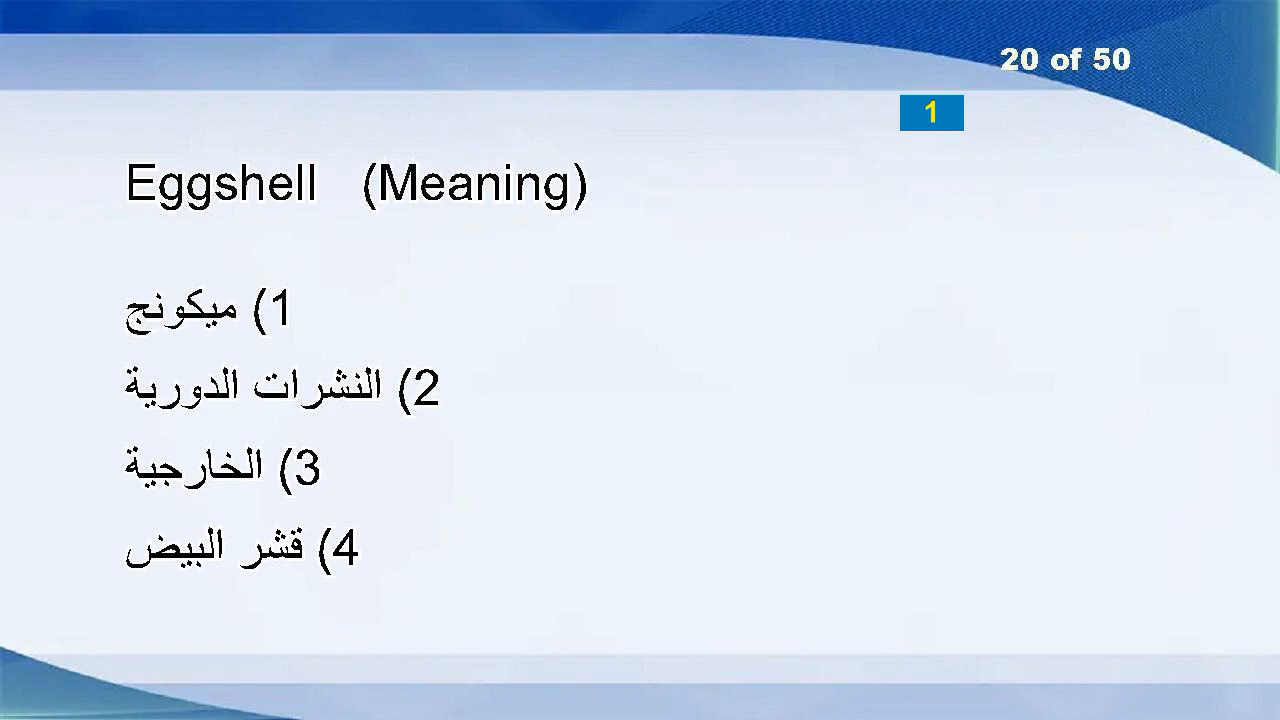 20 of 50
1
Eggshell (Meaning)
1) ميكونج
2) النشرات الدورية
3) الخارجية
4) قشر البيض